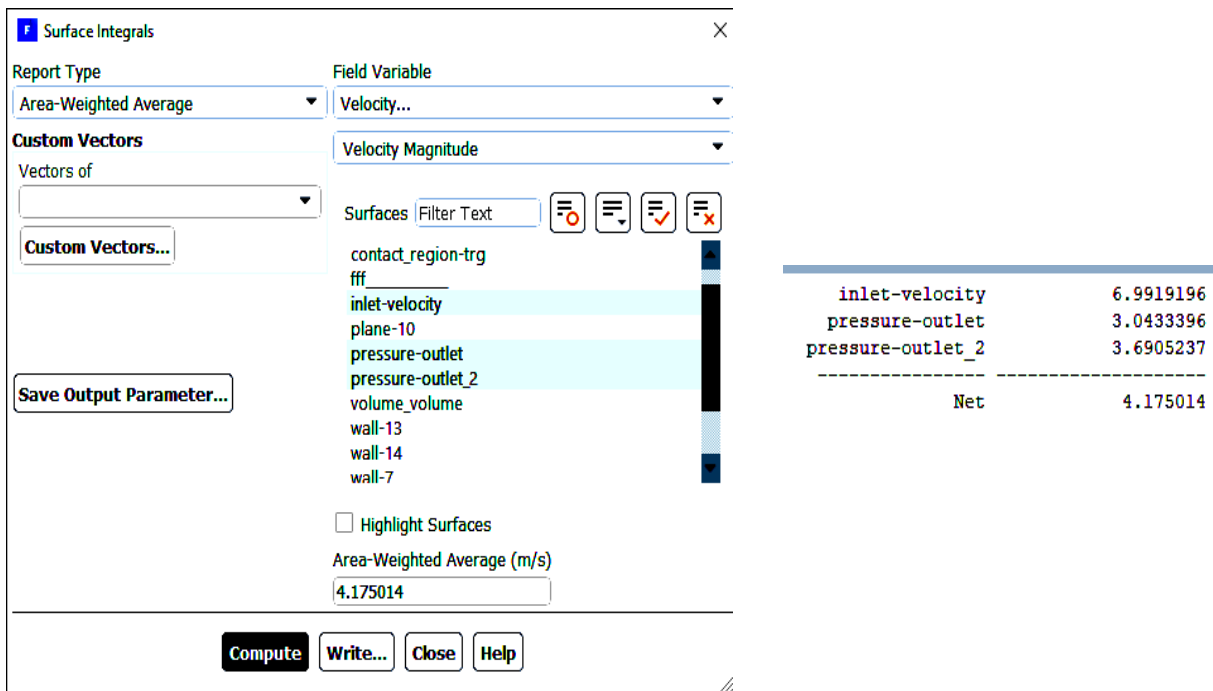 F Surface Integrals
Report Type
Area-Weighted Average
Custom Vectors
Vectors of
Custom Vectors...
Save Output Parameter...
Field Variable
Velocity...
Velocity Magnitude
Surfaces Filter Text
contact_region-trg
fff__________
inlet-velocity
plane-10
pressure-outlet
pressure-outlet_2
volume_volume
wall-13
wall-14
wall-7
Highlight Surfaces
Area-Weighted Average (m/s)
4.175014
Compute Write... Close Help
inlet-velocity 6.9919196
pressure-outlet 3.0433396
pressure-outlet_2 3.6905237
---------------- --------------------
Net 4.175014